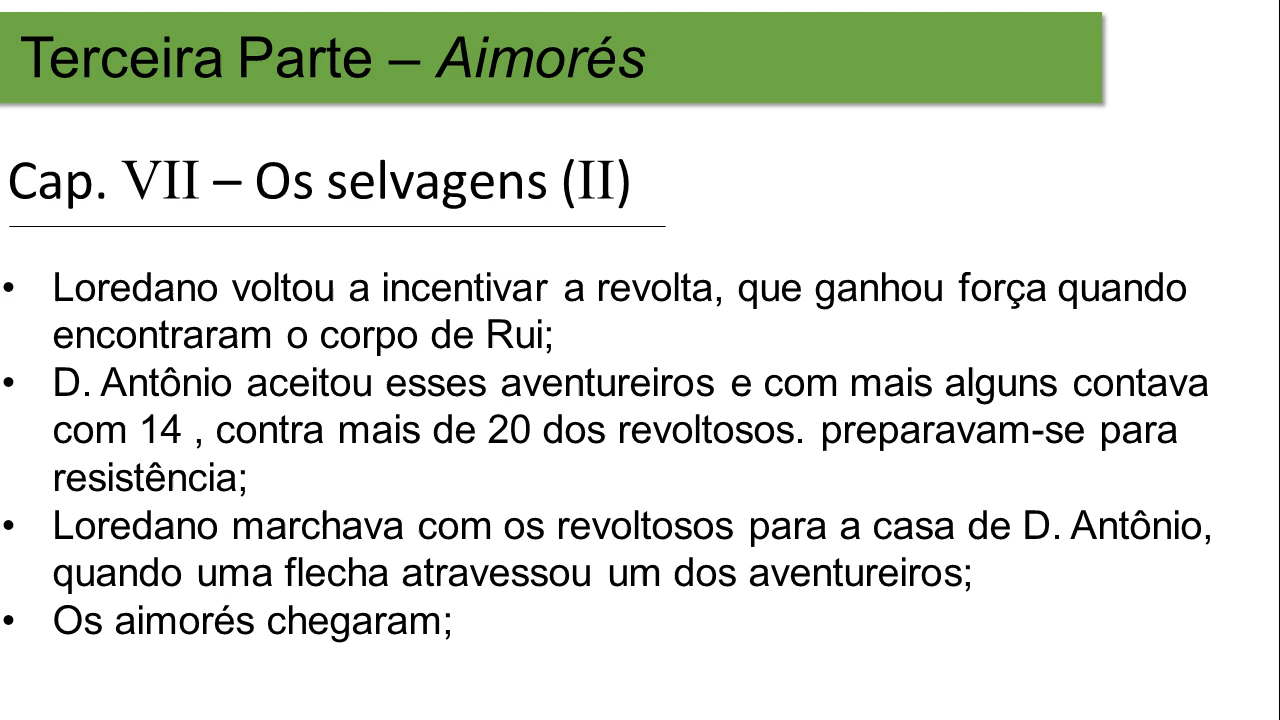 Terceira Parte – Aimorés
Cap. VII – Os selvagens (II)
• Loredano voltou a incentivar a revolta, que ganhou força quando
encontraram o corpo de Rui;
• D. Antônio aceitou esses aventureiros e com mais alguns contava
com 14 , contra mais de 20 dos revoltosos. preparavam-se para
resistência;
• Loredano marchava com os revoltosos para a casa de D. Antônio,
quando uma flecha atravessou um dos aventureiros;
• Os aimorés chegaram;